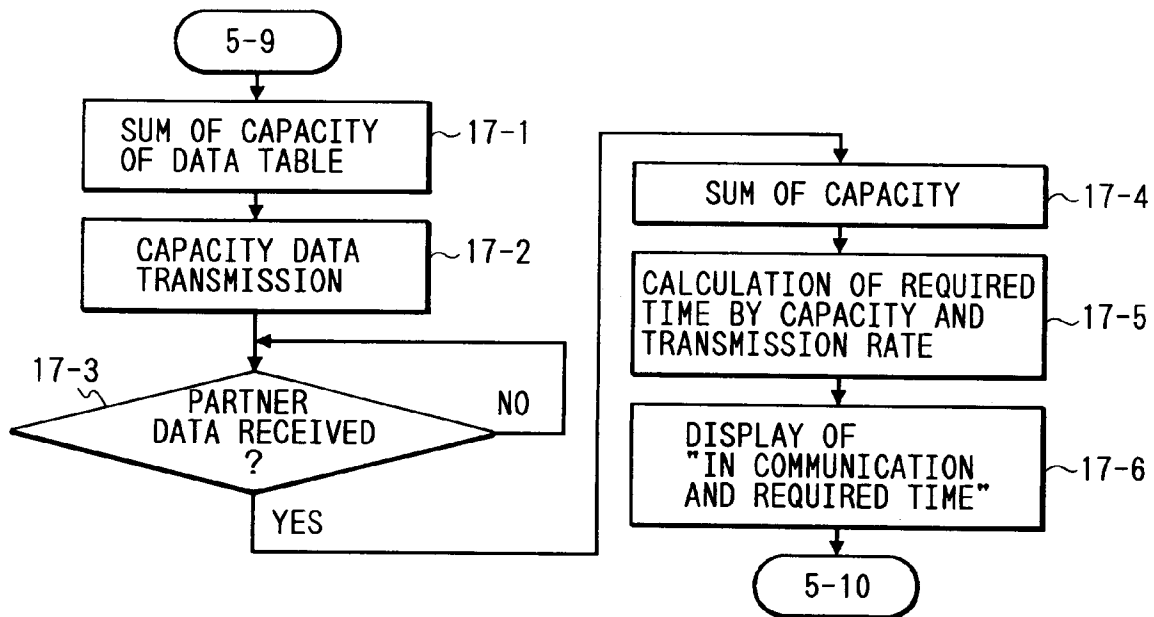 5-9
SUM OF CAPACITY
OF DATA TABLE
17-1
CAPACITY DATA
TRANSMISSION
17-2
17-3
PARTNER
DATA RECEIVED
?
NO
YES
SUM OF CAPACITY
17-4
CALCULATION OF REQUIRED
TIME BY CAPACITY AND
TRANSMISSION RATE
17-5
DISPLAY OF
"IN COMMUNICATION
AND REQUIRED TIME"
17-6
5-10